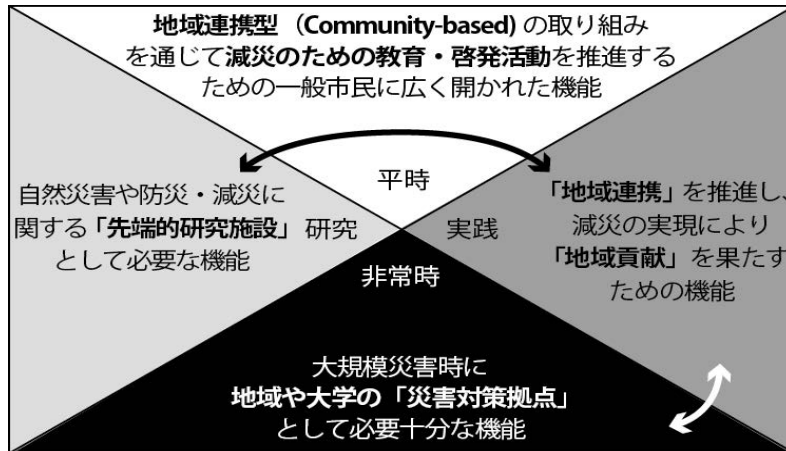 地域連携型 （Community-based）の取り組み
を通じて減災のための教育・啓発活動を推進する
ための一般市民に広く開かれた機能
平時
自然災害や防災・減災に
関する「先端的研究施設」
として必要な機能
研究
実践
「地域連携」を推進し、
減災の実現により
「地域貢献」を果たす
ための機能
非常時
大規模災害時に
地域や大学の「災害対策拠点」
として必要十分な機能